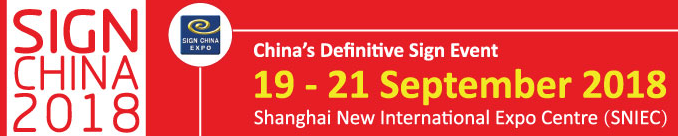 SIGN
CHINA
2018
SIGN CHINA
EXPO
China's Definitive Sign Event
19 - 21 September 2018
Shanghai New International Expo Centre (SNIEC)